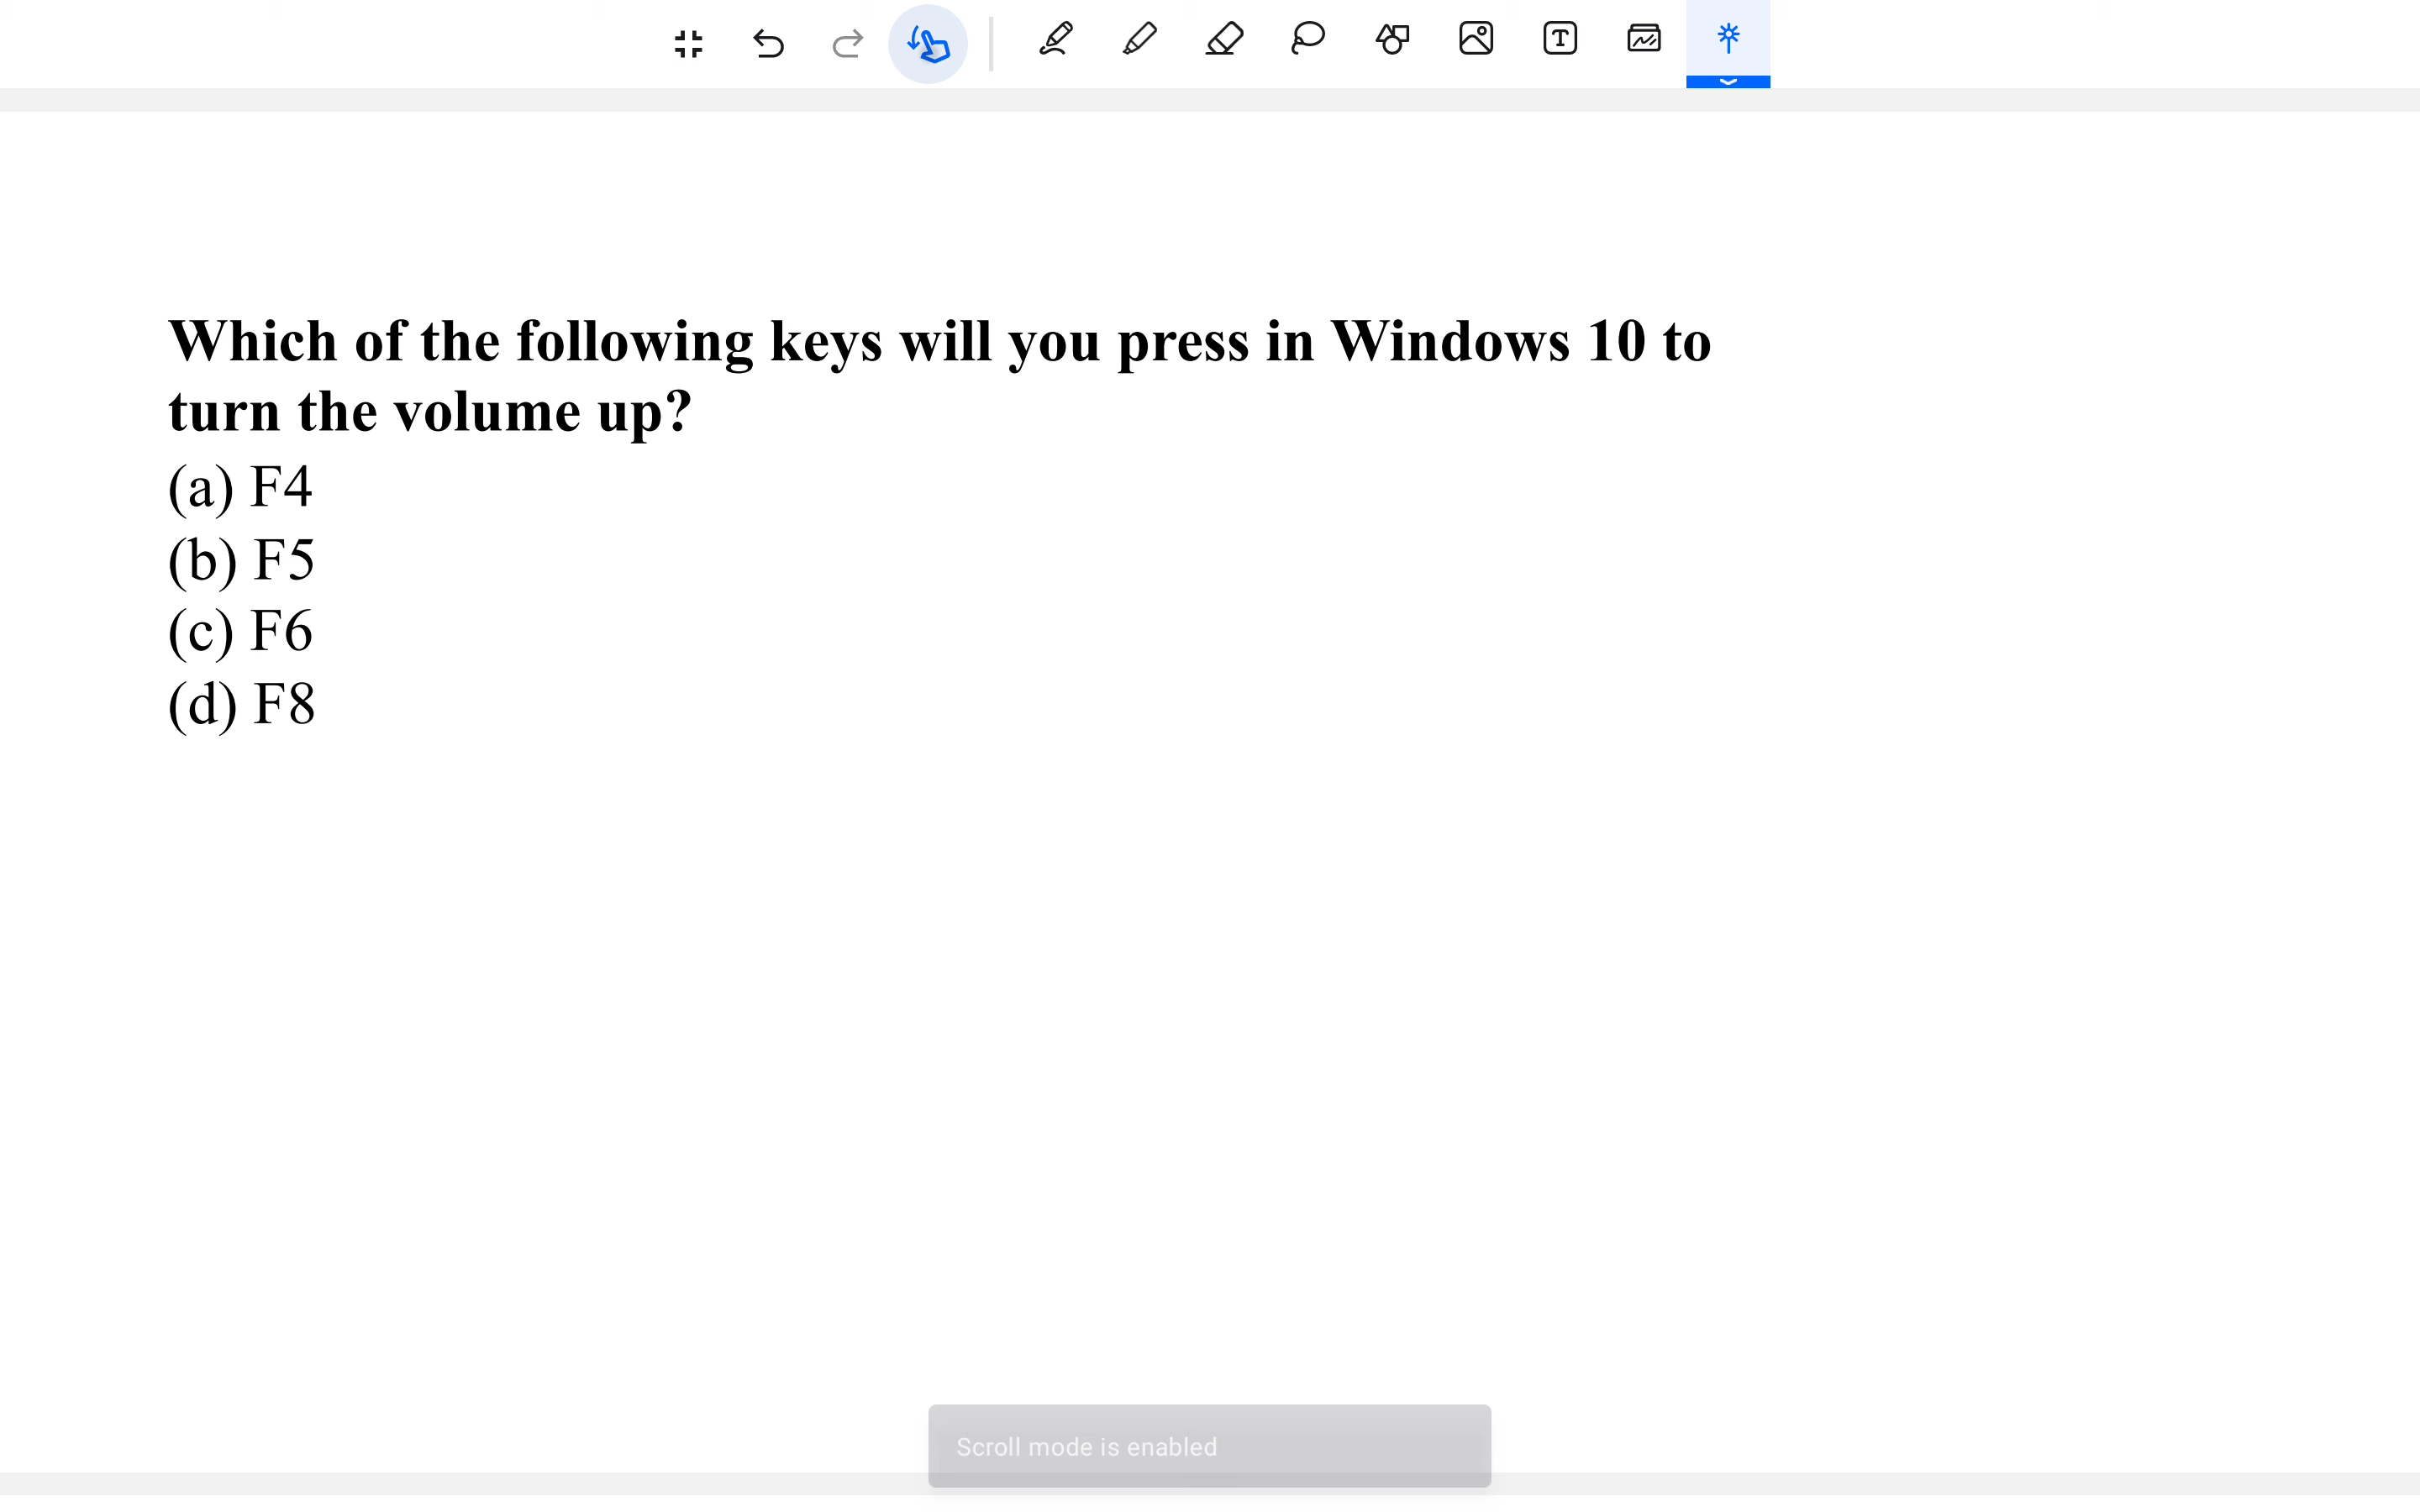 Which of the following keys will you press in Windows 10 to
turn the volume up?
(a) F4
(b) F5
(c) F6
(d) F8
Scroll mode is enabled